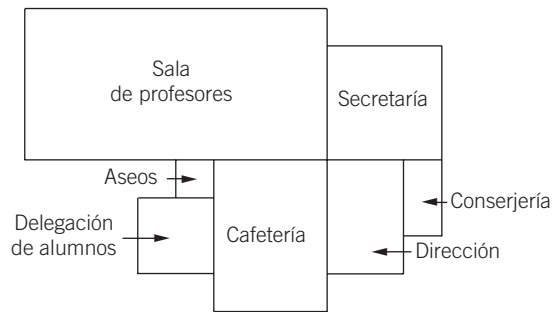 Sala
de profesores
Secretaría
Aseos
Conserjería
Delegación
de alumnos
Cafetería
Dirección